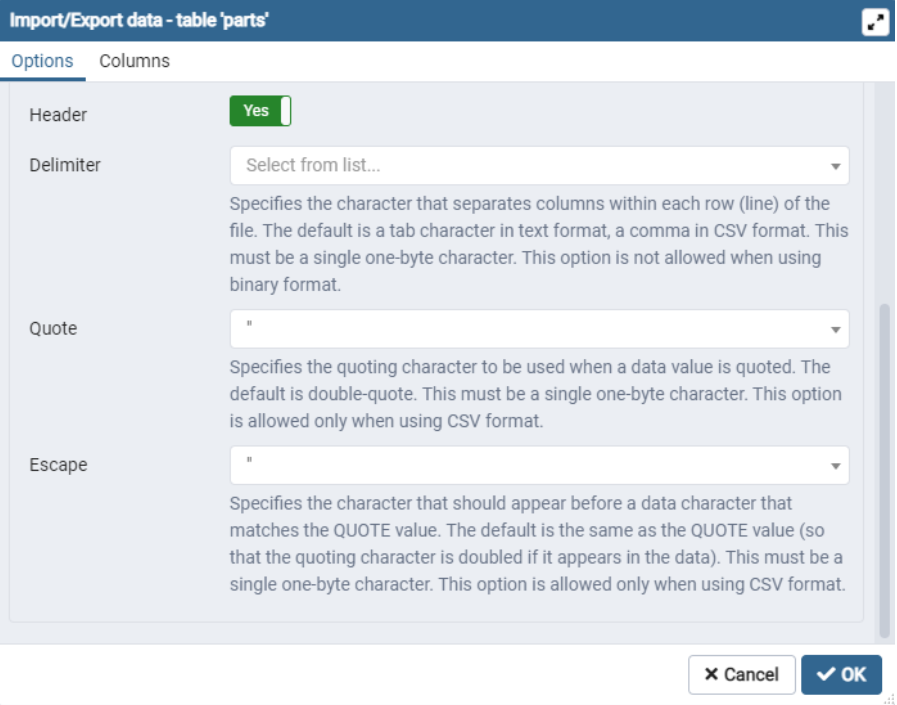 Import/Export data - table 'parts'
Options Columns
Header Yes
Delimiter Select from list...
Specifies the character that separates columns within each row (line) of the
file. The default is a tab character in text format, a comma in CSV format. This
must be a single one-byte character. This option is not allowed when using
binary format.
Quote "
Specifies the quoting character to be used when a data value is quoted. The
default is double-quote. This must be a single one-byte character. This option
is allowed only when using CSV format.
Escape "
Specifies the character that should appear before a data character that
matches the QUOTE value. The default is the same as the QUOTE value (so
that the quoting character is doubled if it appears in the data). This must be a
single one-byte character. This option is allowed only when using CSV format.
Cancel OK